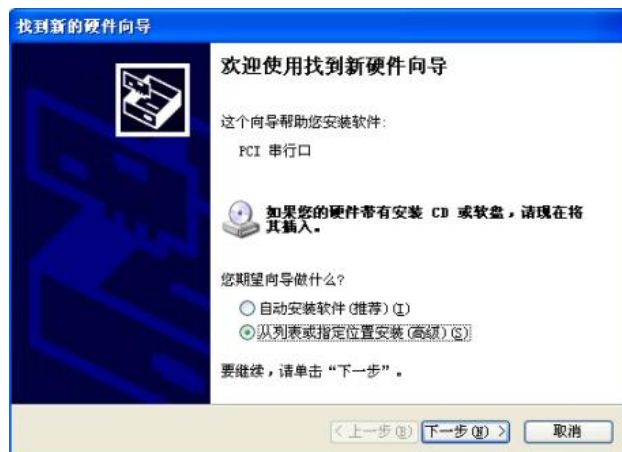 找到新的硬件向导
欢迎使用找到新硬件向导
这个向导帮助您安装软件:
PCI 串行口
如果您的硬件带有安装 CD 或软盘，请现在将
其插入。
您期望向导做什么?
自动安装软件(推荐)(I)
从列表或指定位置安装(高级)(S)
要继续，请单击“下一步”。
< 上一步(B) 下一步(N) > 取消